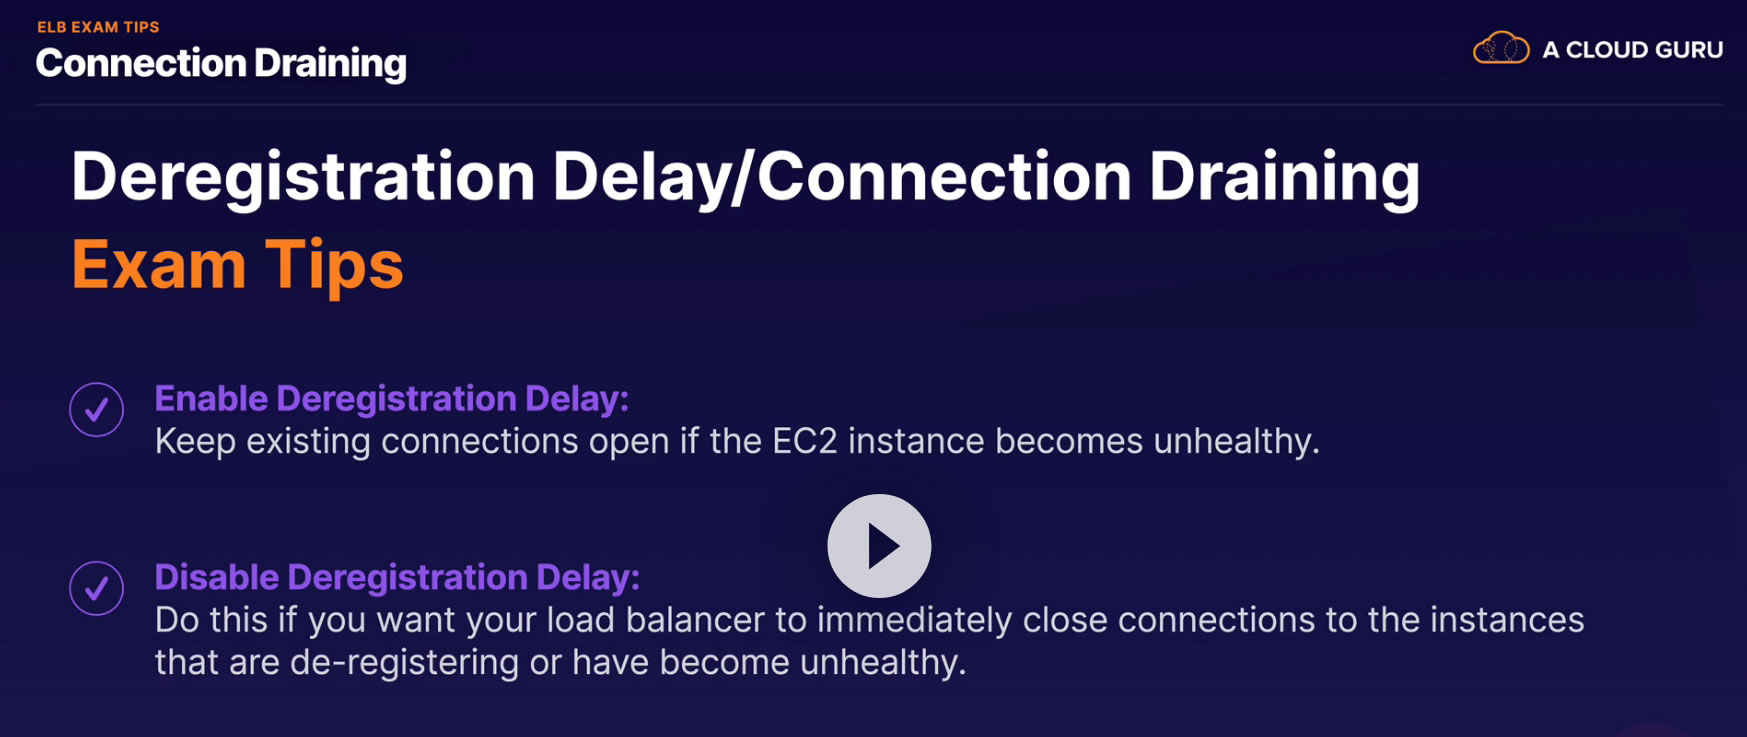 ELB EXAM TIPS
Connection Draining
A CLOUD GURU
Deregistration Delay/Connection Draining
Exam Tips
Enable Deregistration Delay:
Keep existing connections open if the EC2 instance becomes unhealthy.
Disable Deregistration Delay:
Do this if you want your load balancer to immediately close connections to the instances
that are de-registering or have become unhealthy.